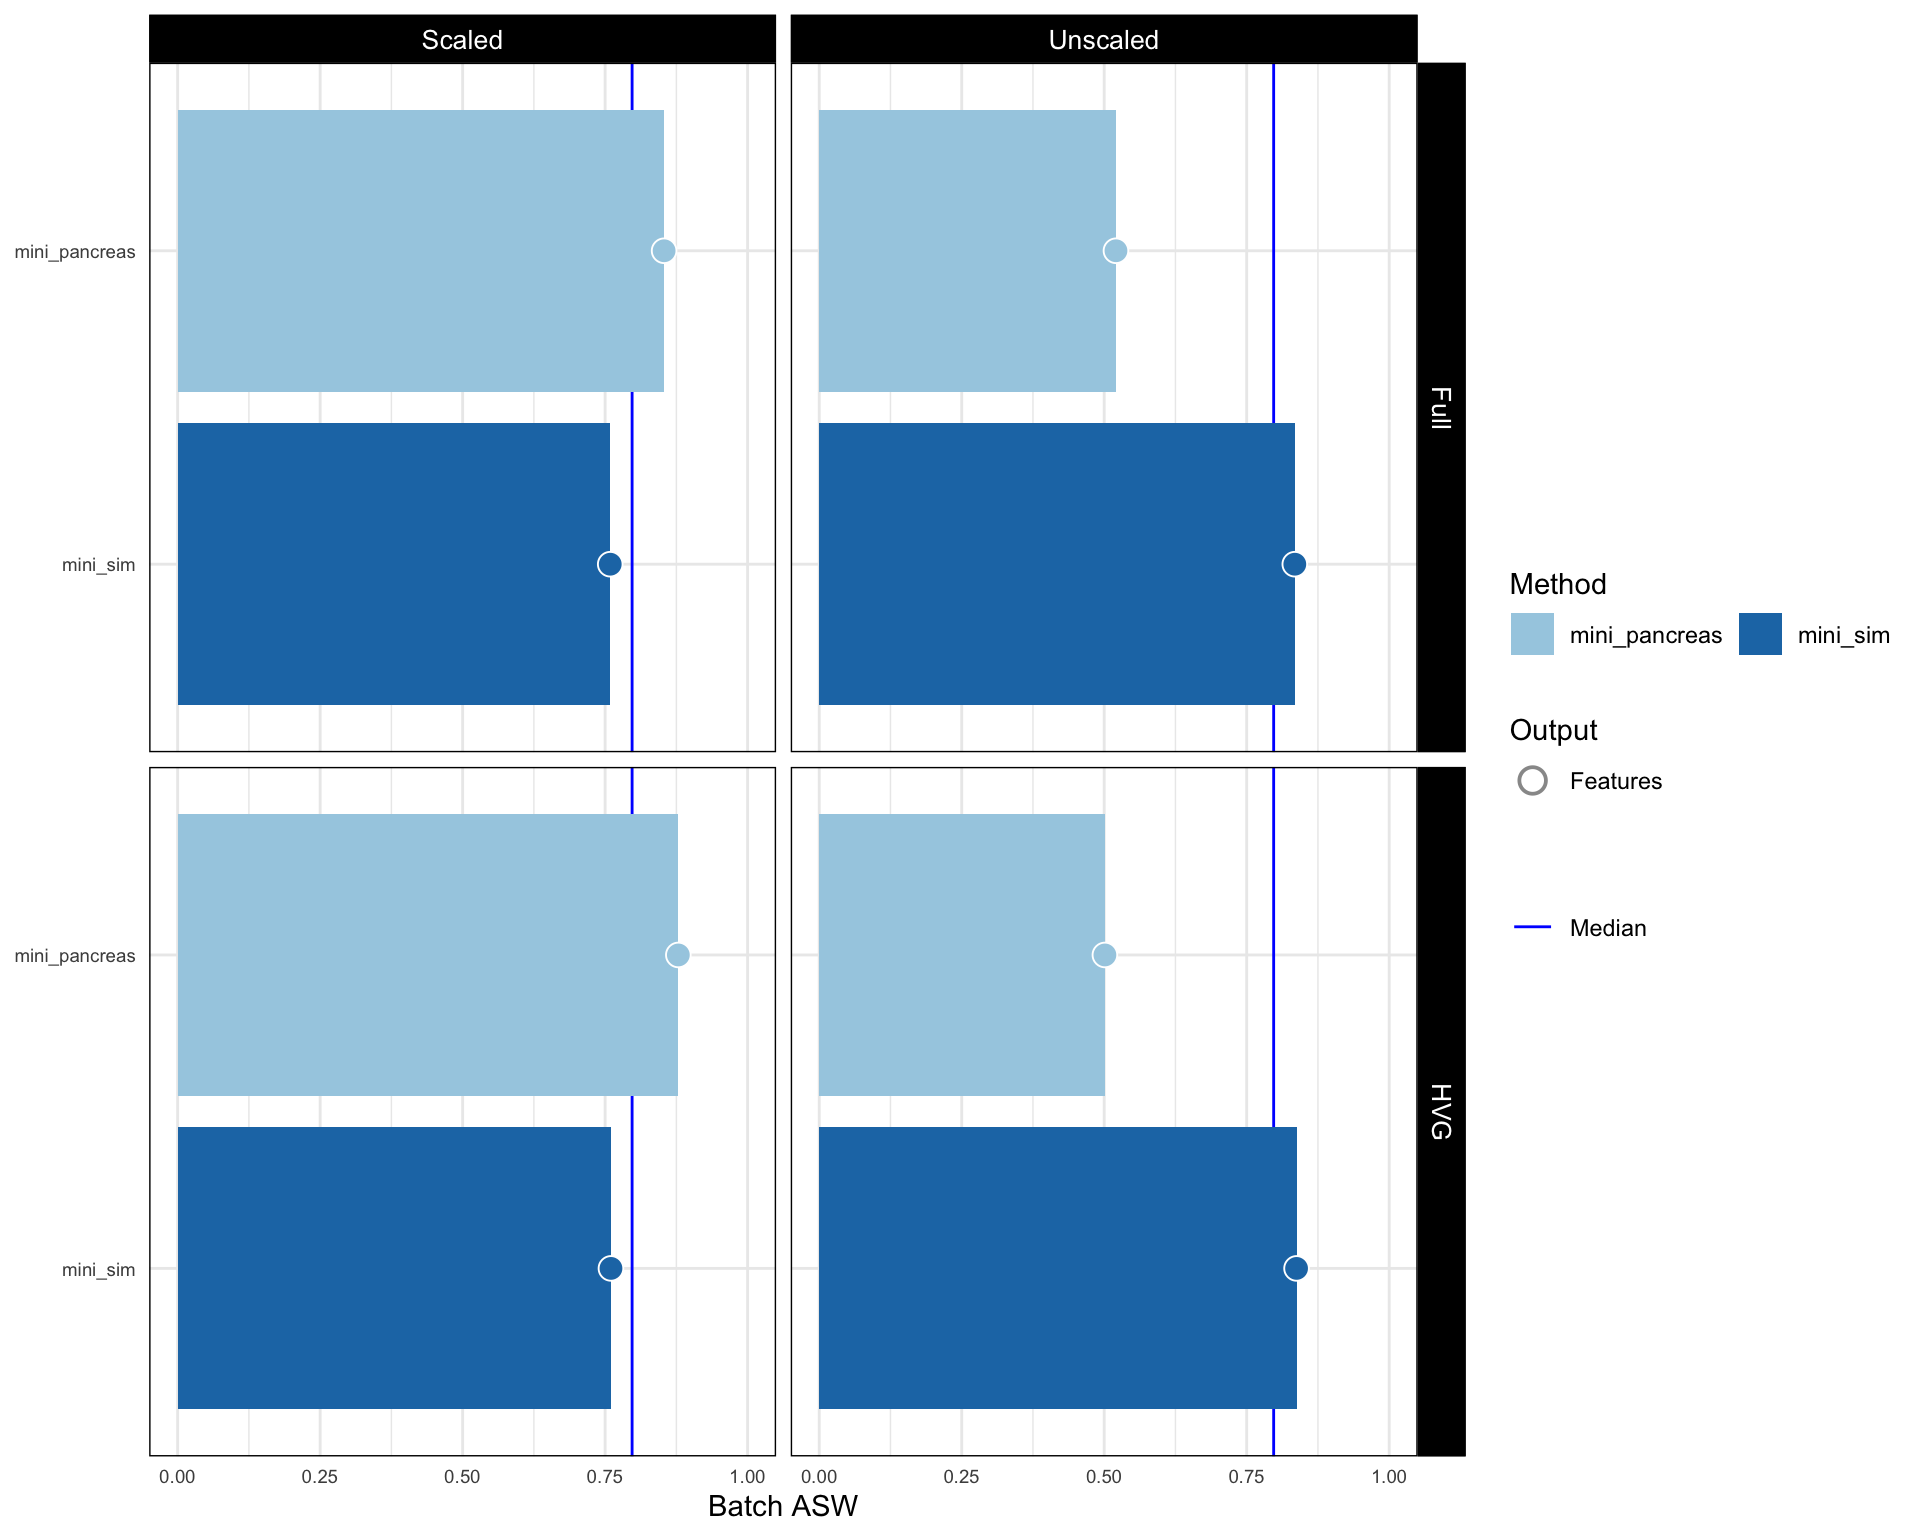 Scaled
Unscaled
mini_pancreas
mini_sim
Full
mini_pancreas
mini_sim
HVG
0.00 0.25 0.50 0.75 1.00
0.00 0.25 0.50 0.75 1.00
Batch ASW
Method
mini_pancreas mini_sim
Output
Features
Median